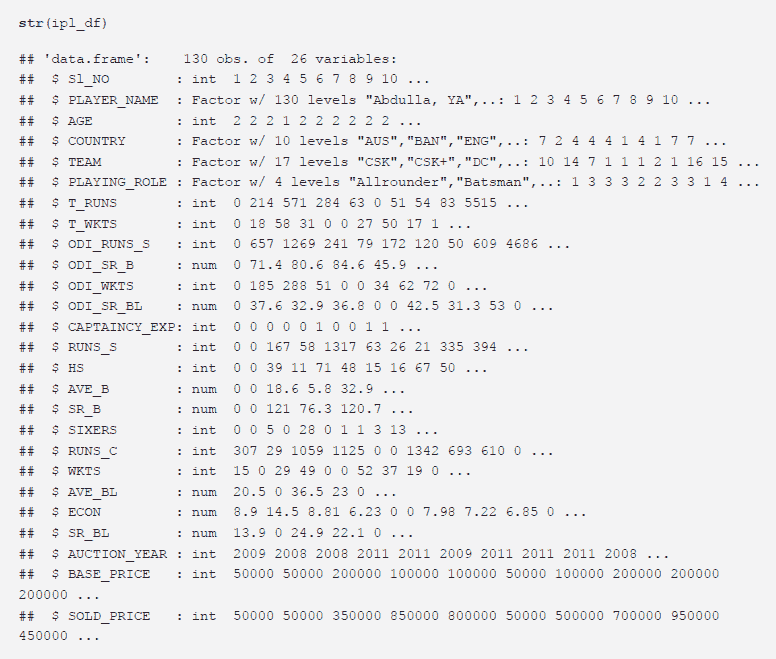 str(ipl_df)
## 'data.frame':    130 obs. of  26 variables:
##  $ Sl_NO        : int  1 2 3 4 5 6 7 8 9 10 ...
##  $ PLAYER_NAME  : Factor w/ 130 levels "Abdulla, YA",..: 1 2 3 4 5 6 7 8 9 10 ...
##  $ AGE          : int  2 2 2 1 2 2 2 2 2 2 ...
##  $ COUNTRY      : Factor w/ 10 levels "AUS","BAN","ENG",..: 7 2 4 4 4 1 4 1 7 7 ...
##  $ TEAM         : Factor w/ 17 levels "CSK","CSK+","DC",..: 10 14 7 1 1 1 2 1 16 15 ...
##  $ PLAYING_ROLE : Factor w/ 4 levels "Allrounder","Batsman",..: 1 3 3 3 2 2 3 3 1 4 ...
##  $ T_RUNS       : int  0 214 571 284 63 0 51 54 83 5515 ...
##  $ T_WKTS       : int  0 18 58 31 0 0 27 50 17 1 ...
##  $ ODI_RUNS_S   : int  0 657 1269 241 79 172 120 50 609 4686 ...
##  $ ODI_SR_B     : num  0 71.4 80.6 84.6 45.9 ...
##  $ ODI_WKTS     : int  0 185 288 51 0 0 34 62 72 0 ...
##  $ ODI_SR_BL    : num  0 37.6 32.9 36.8 0 0 42.5 31.3 53 0 ...
##  $ CAPTAINCY_EXP: int  0 0 0 0 0 1 0 0 1 1 ...
##  $ RUNS_S       : int  0 0 167 58 1317 63 26 21 335 394 ...
##  $ HS           : int  0 0 39 11 71 48 15 16 67 50 ...
##  $ AVE_B        : num  0 0 18.6 5.8 32.9 ...
##  $ SR_B         : num  0 0 121 76.3 120.7 ...
##  $ SIXERS       : int  0 0 5 0 28 0 1 1 3 13 ...
##  $ RUNS_C       : int  307 29 1059 1125 0 0 1342 693 610 0 ...
##  $ WKTS         : int  15 0 29 49 0 0 52 37 19 0 ...
##  $ AVE_BL       : num  20.5 0 36.5 23 0 ...
##  $ ECON         : num  8.9 14.5 8.81 6.23 0 0 7.98 7.22 6.85 0 ...
##  $ SR_BL        : num  13.9 0 24.9 22.1 0 ...
##  $ AUCTION_YEAR : int  2009 2008 2008 2011 2011 2009 2011 2011 2011 2008 ...
##  $ BASE_PRICE   : int  50000 50000 200000 100000 100000 50000 100000 200000 200000
200000 ...
##  $ SOLD_PRICE   : int  50000 50000 350000 850000 800000 50000 500000 700000 950000
450000 ...